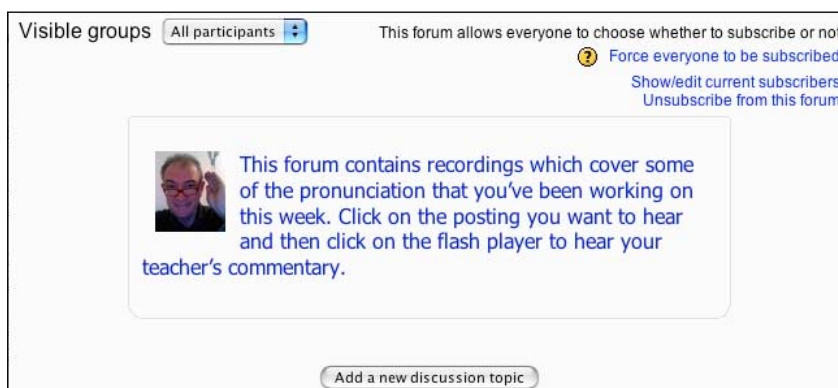 Visible groups All participants
This forum allows everyone to choose whether to subscribe or not
? Force everyone to be subscribed
Show/edit current subscribers
Unsubscribe from this forum
This forum contains recordings which cover some
of the pronunciation that you've been working on
this week. Click on the posting you want to hear
and then click on the flash player to hear your
teacher's commentary.
Add a new discussion topic